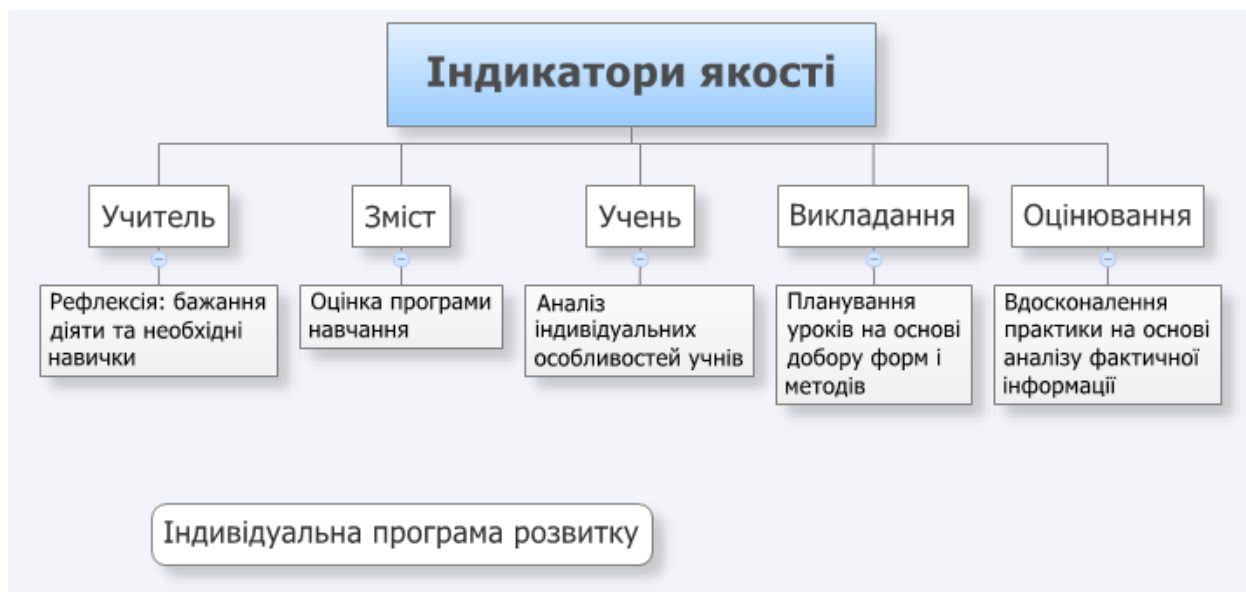 Індикатори якості
Учитель
Зміст
Учень
Викладання
Оцінювання
Рефлексія: бажання
діяти та необхідні
навички
Оцінка програми
навчання
Аналіз
індивідуальних
особливостей учнів
Планування
уроків на основі
добору форм і
методів
Вдосконалення
практики на основі
аналізу фактичної
інформації
Індивідуальна програма розвитку